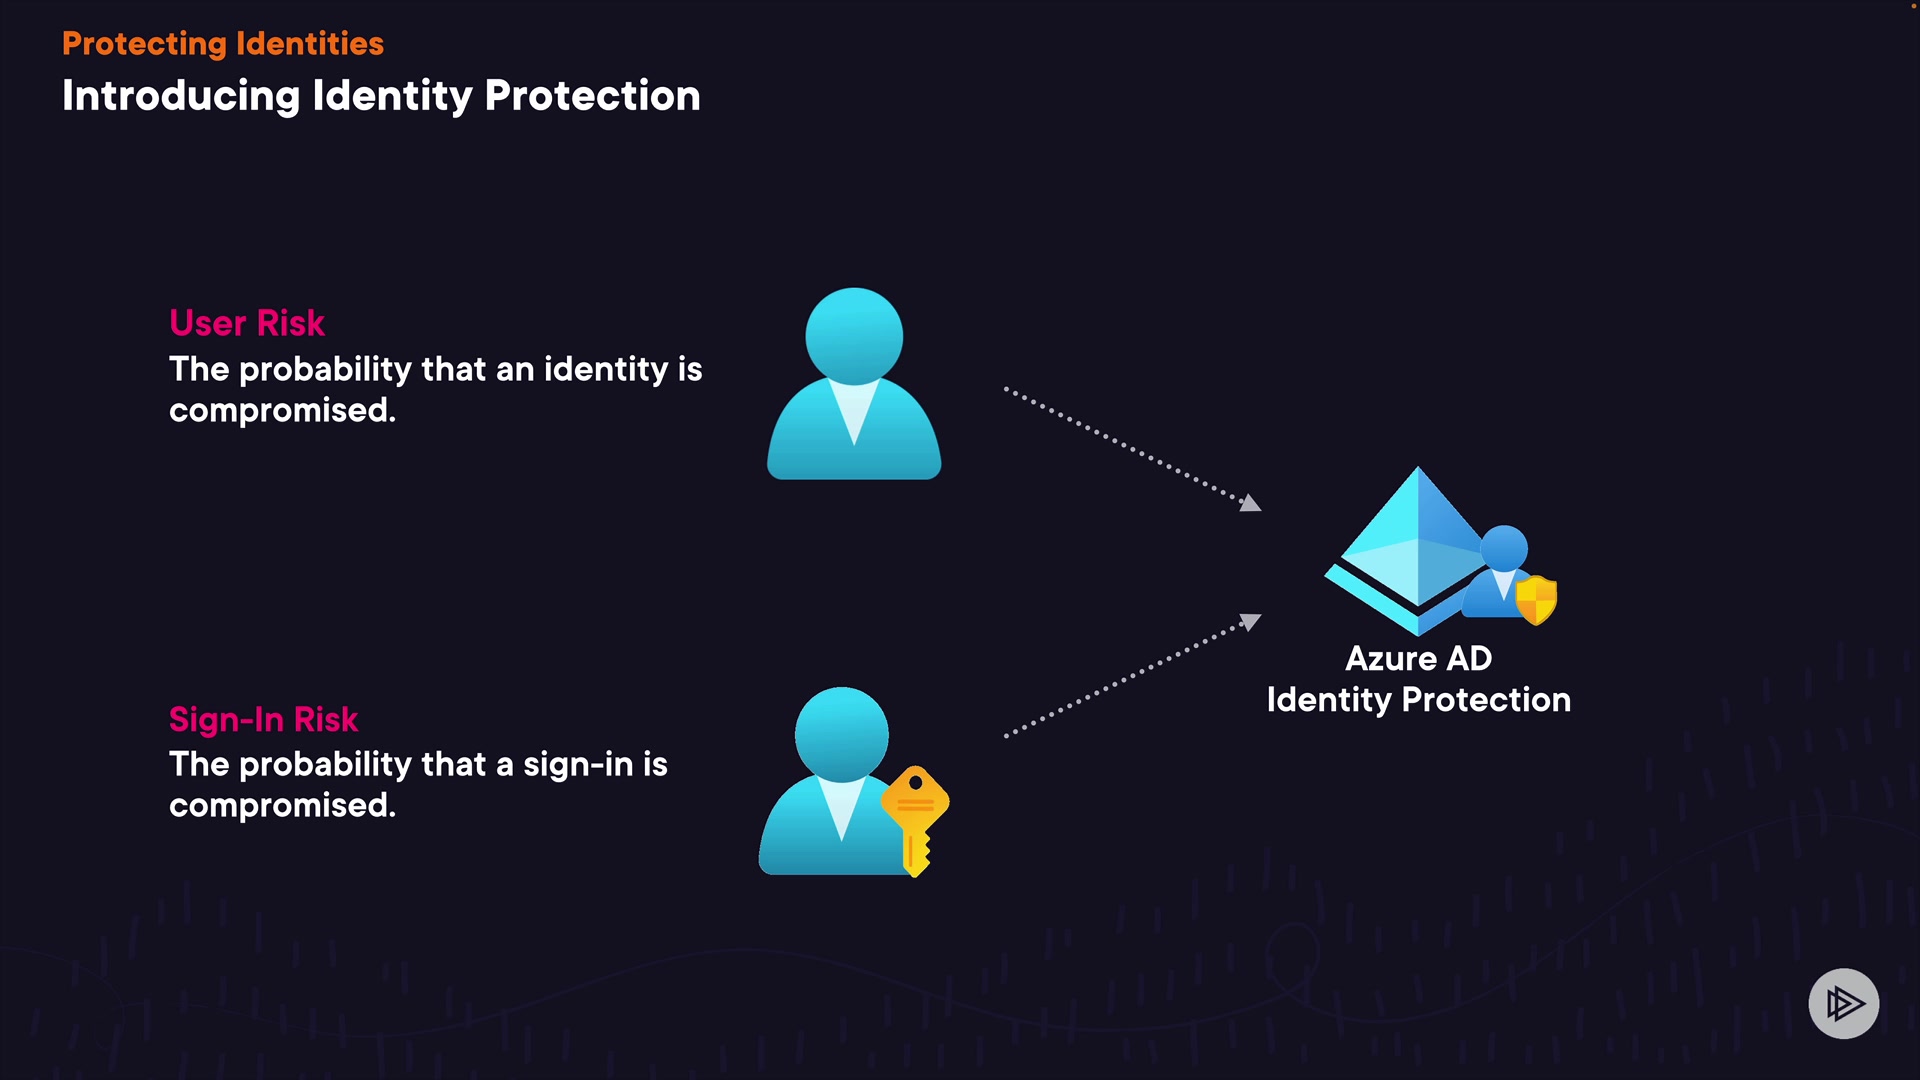 Protecting Identities
Introducing Identity Protection
User Risk
The probability that an identity is
compromised.
Sign-In Risk
The probability that a sign-in is
compromised.
Azure AD
Identity Protection